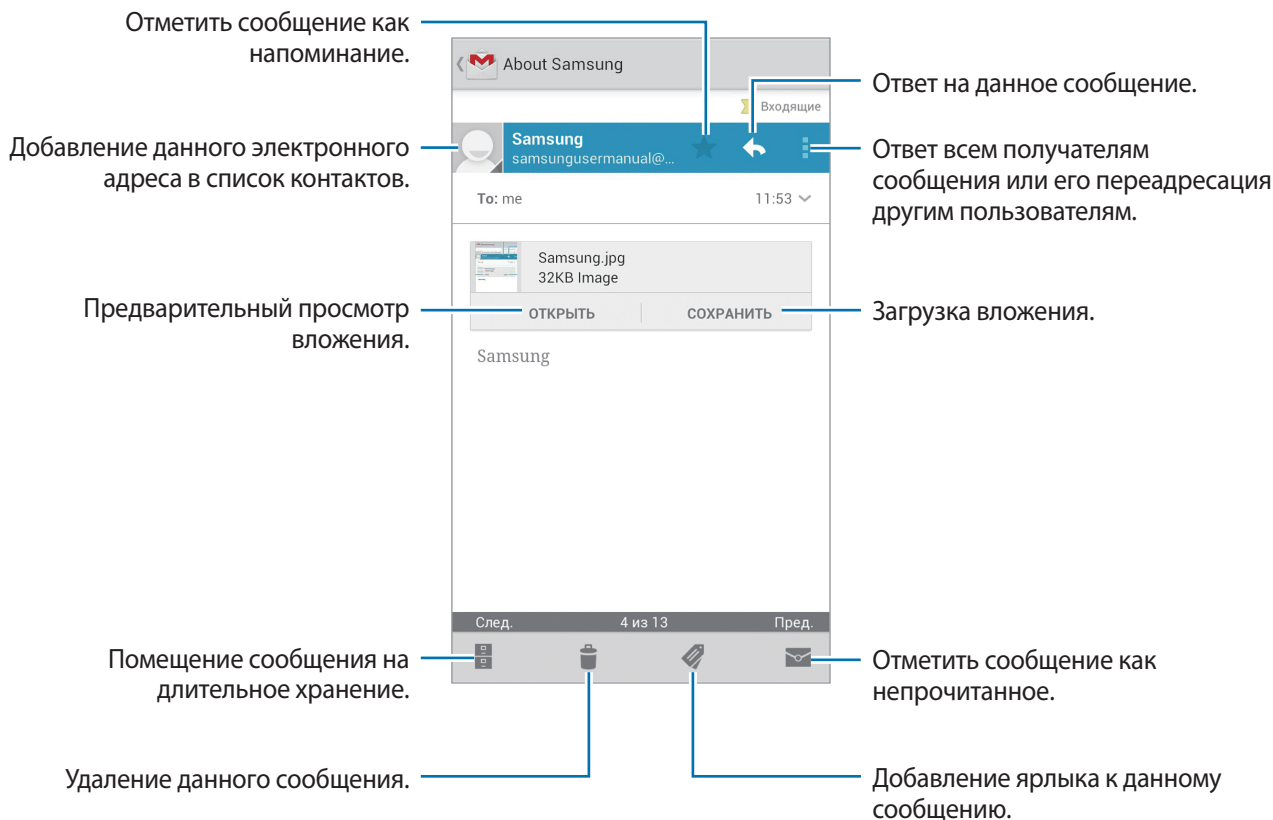 Отметить сообщение как
напоминание.
About Samsung
Ответ на данное сообщение.
Входящие
Добавление данного электронного
адреса в список контактов.
Samsung
samsungusermanual@...
Ответ всем получателям
сообщения или его переадресация
другим пользователям.
To: me
11:53
Samsung.jpg
32KB Image
Предварительный просмотр
вложения.
ОТКРЫТЬ
СОХРАНИТЬ
Загрузка вложения.
Samsung
След.
4 из 13
Пред.
Помещение сообщения на
длительное хранение.
Отметить сообщение как
непрочитанное.
Удаление данного сообщения.
Добавление ярлыка к данному
сообщению.